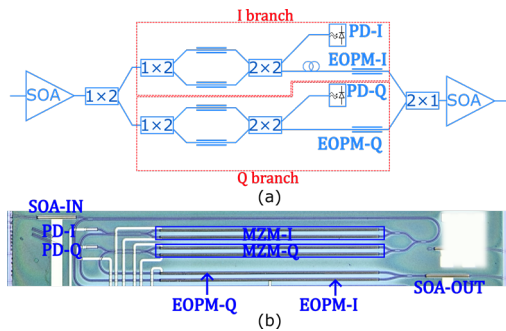 I branch
PD-I
EOPM-I
1×2
2×2
SOA
1×2
PD-Q
2×1
SOA
1×2
2×2
EOPM-Q
Q branch
(a)
SOA-IN
PD-I
MZM-I
PD-Q
MZM-Q
EOPM-Q
EOPM-I
SOA-OUT
(b)